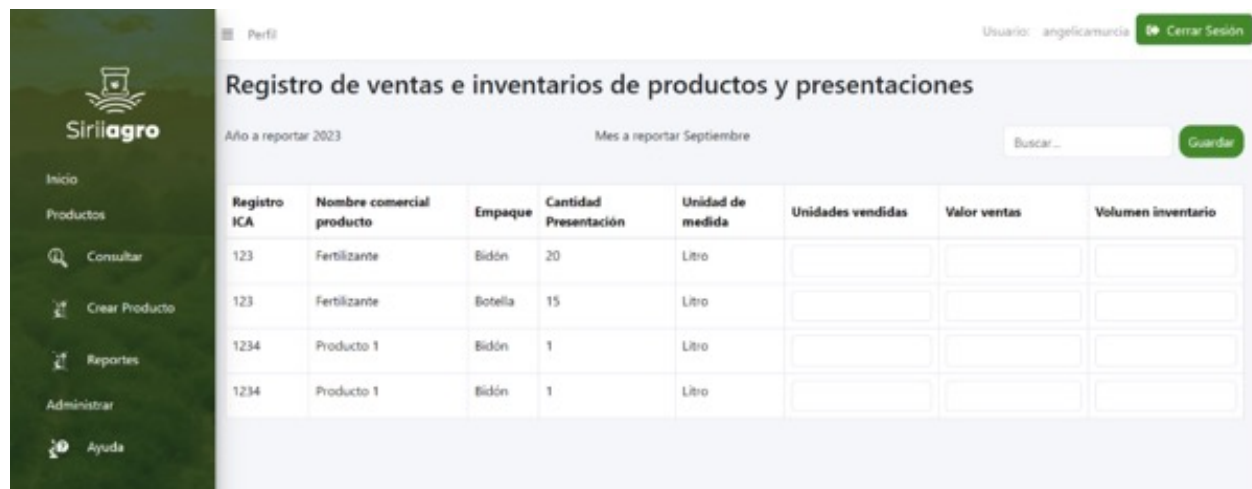 Perfil
Usuario: angelicamurcia
Cerrar Sesión
Siriiagro
Inicio
Productos
Consultar
Crear Producto
Reportes
Administrar
Ayuda
Registro de ventas e inventarios de productos y presentaciones
Año a reportar 2023
Mes a reportar Septiembre
Buscar...
Guardar
Registro ICA Nombre comercial producto Empaque Cantidad Presentación Unidad de medida Unidades vendidas Valor ventas Volumen inventario
123 Fertilizante Bidón 20 Litro
123 Fertilizante Botella 15 Litro
1234 Producto 1 Bidón 1 Litro
1234 Producto 1 Bidón 1 Litro